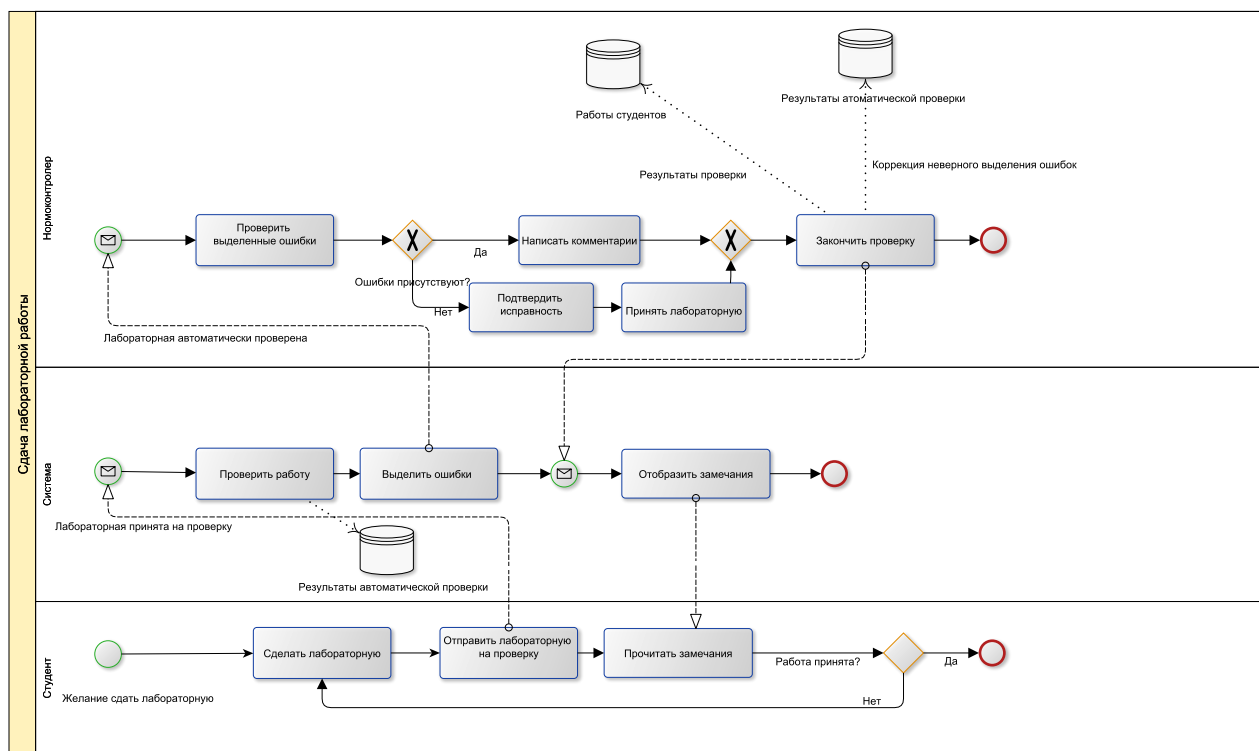 Сдача лабораторной работы
Нормоконтролер
Работы студентов
Результаты атоматической проверки
Результаты проверки
Коррекция неверного выделения ошибок
Проверить
выделенные ошибки
Ошибки присутствуют?
Да
Нет
Написать комментарии
Подтвердить
исправность
Принять лабораторную
Закончить проверку
Лабораторная автоматически проверена
Система
Проверить работу
Выделить ошибки
Отобразить замечания
Лабораторная принята на проверку
Результаты автоматической проверки
Студент
Желание сдать лабораторную
Сделать лабораторную
Отправить лабораторную
на проверку
Прочитать замечания
Работа принята?
Да
Нет